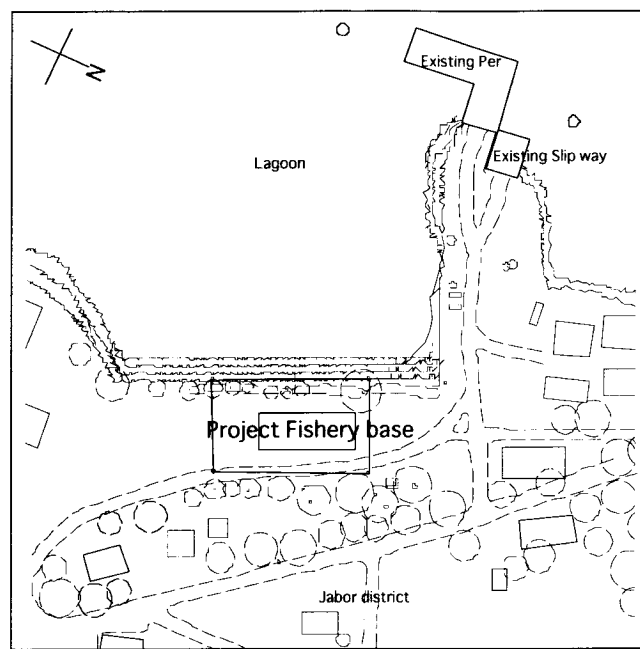 Existing Per
Existing Slip way
N
Lagoon
Project Fishery base
Jabor district